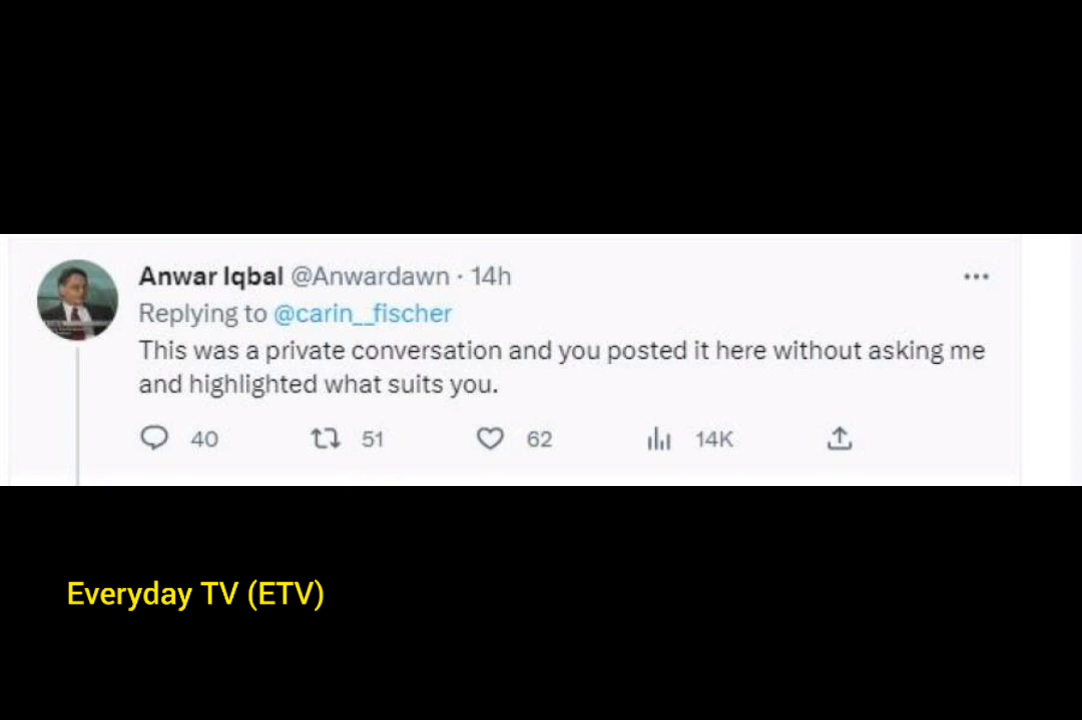 Anwar Iqbal @Anwardawn · 14h
Replying to @carin__fischer
This was a private conversation and you posted it here without asking me
and highlighted what suits you.
40 51 62 14K
Everyday TV (ETV)